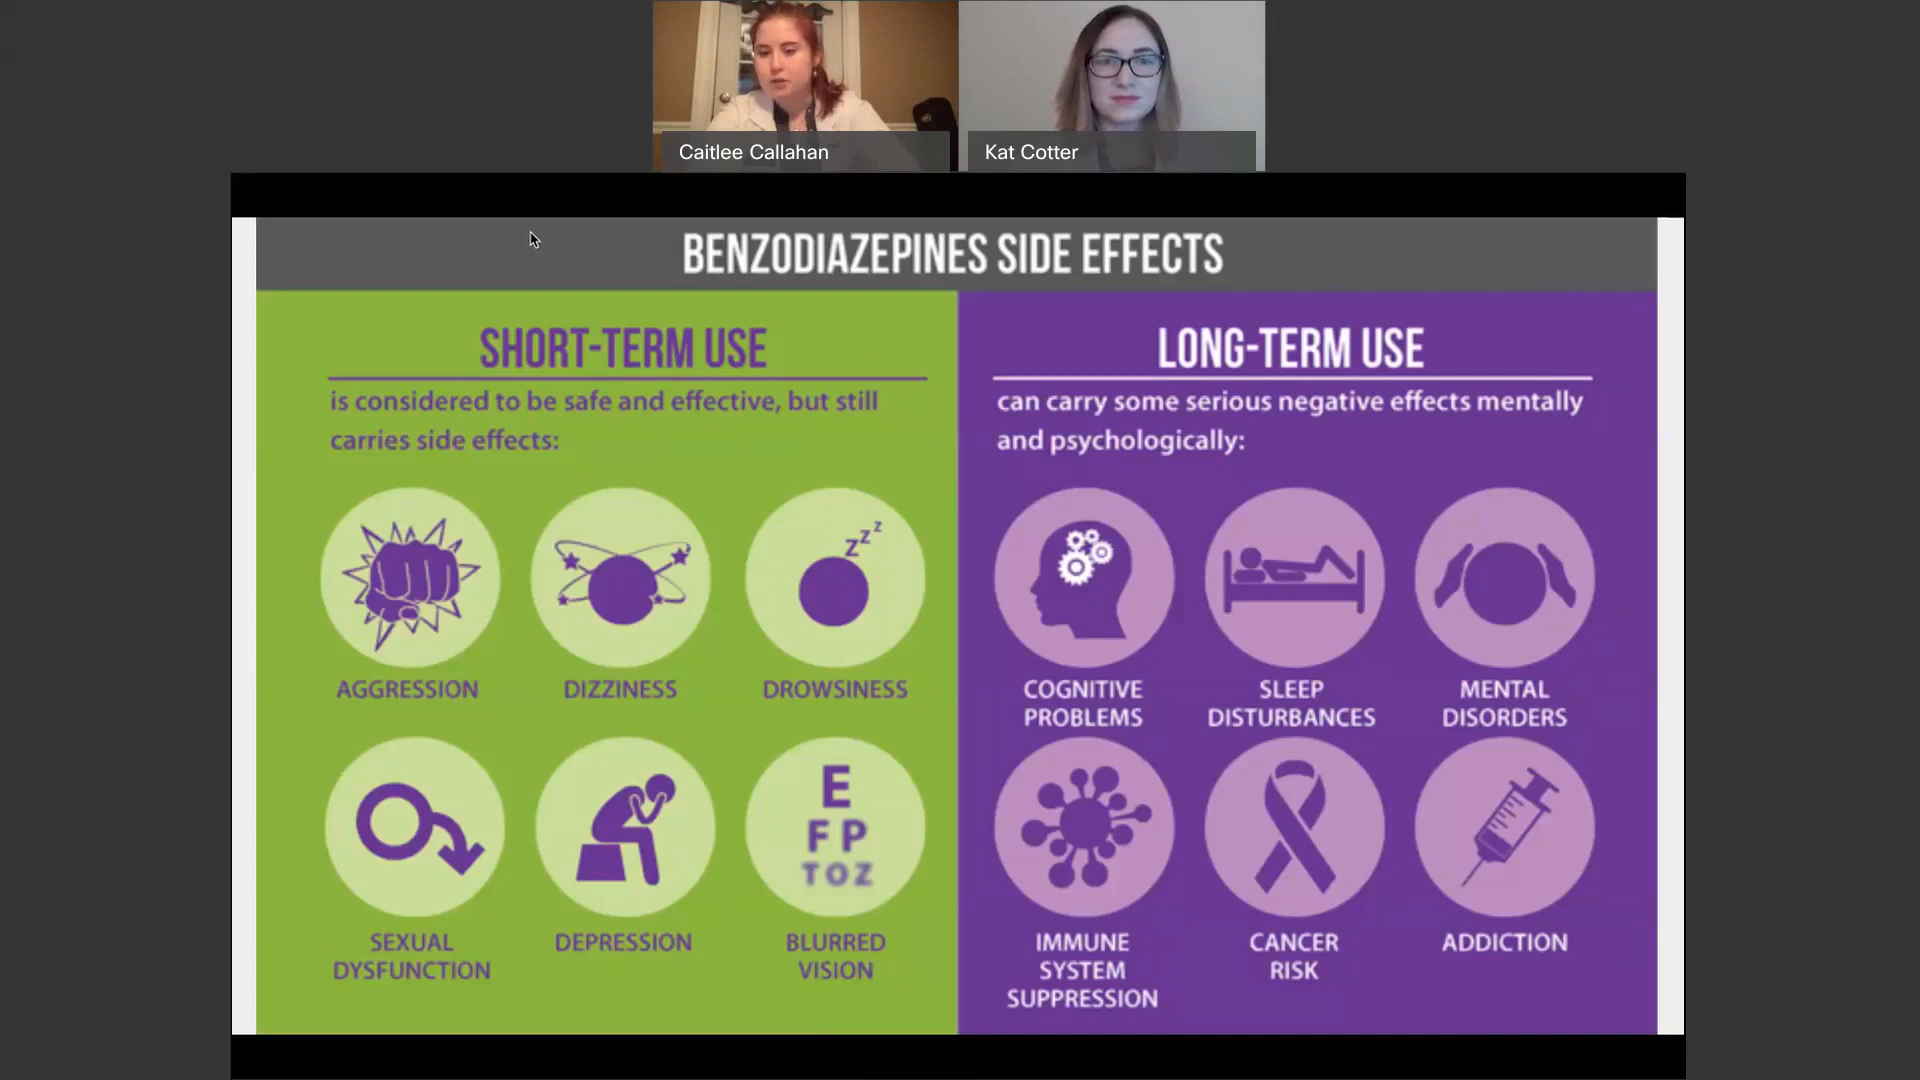 Caitlee Callahan
Kat Cotter
BENZODIAZEPINES SIDE EFFECTS
SHORT-TERM USE
is considered to be safe and effective, but still
carries side effects:
z z z
AGGRESSION
DIZZINESS
DROWSINESS
E
F P
T O Z
SEXUAL
DYSFUNCTION
DEPRESSION
BLURRED
VISION
LONG-TERM USE
can carry some serious negative effects mentally
and psychologically:
COGNITIVE
PROBLEMS
SLEEP
DISTURBANCES
MENTAL
DISORDERS
IMMUNE
SYSTEM
SUPPRESSION
CANCER
RISK
ADDICTION